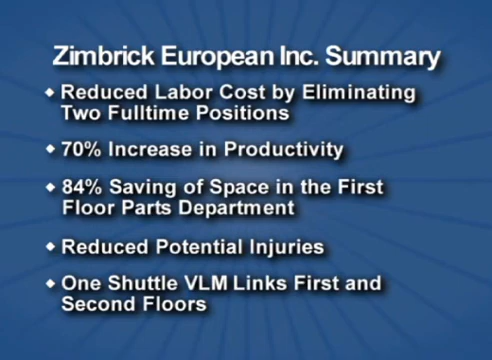 Zimbrick European Inc. Summary
◆ Reduced Labor Cost by Eliminating
Two Fulltime Positions
◆ 70% Increase in Productivity
◆ 84% Saving of Space in the First
Floor Parts Department
◆ Reduced Potential Injuries
◆ One Shuttle VLM Links First and
Second Floors